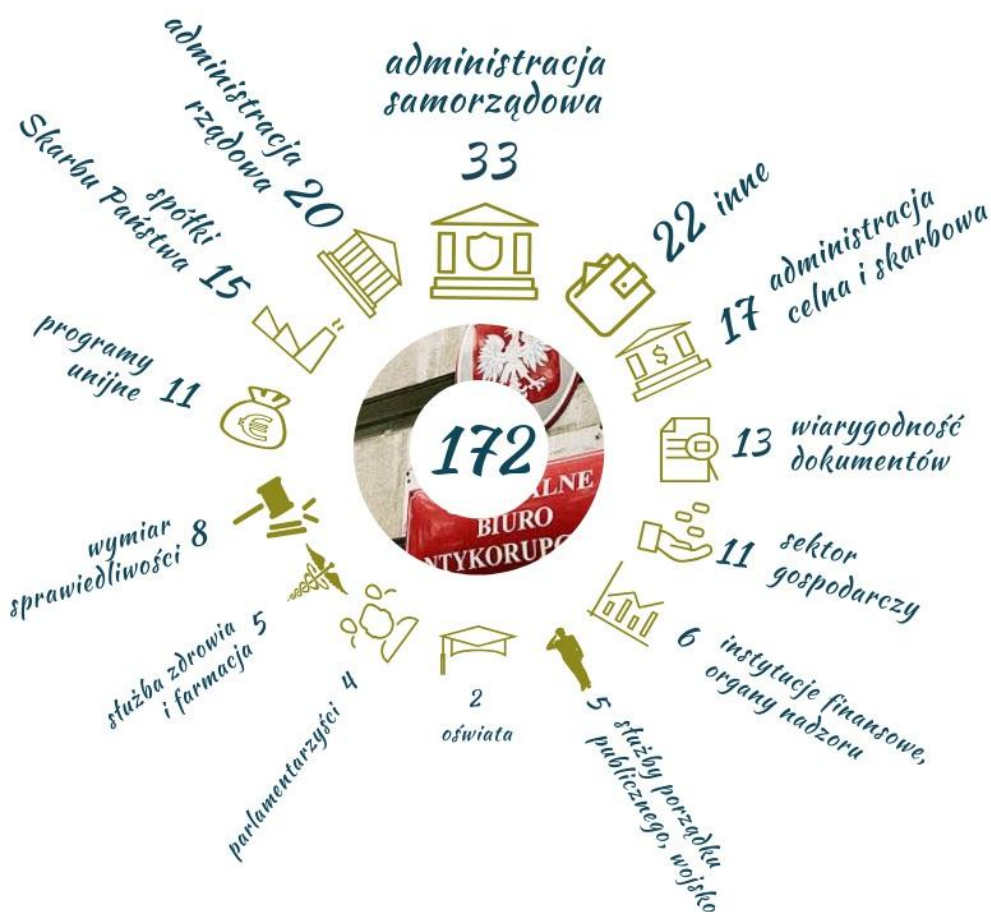 administracja
samorządowa
33
22 inne
17 administracja
celna i skarbowa
13 wiarygodność
dokumentów
11 sektor
gospodarczy
6 instytucje finansowe,
organy nadzoru
5 służby porządku
publicznego, wojsko
2
oświata
parlamentarzyści 4
służba zdrowia
i farmacja 5
wymiar
sprawiedliwości 8
programy
unijne 11
spółki
Skarbu Państwa 15
administracja
rządowa 20
172
ALNE
BIURO
NTYKORUPC
$
€